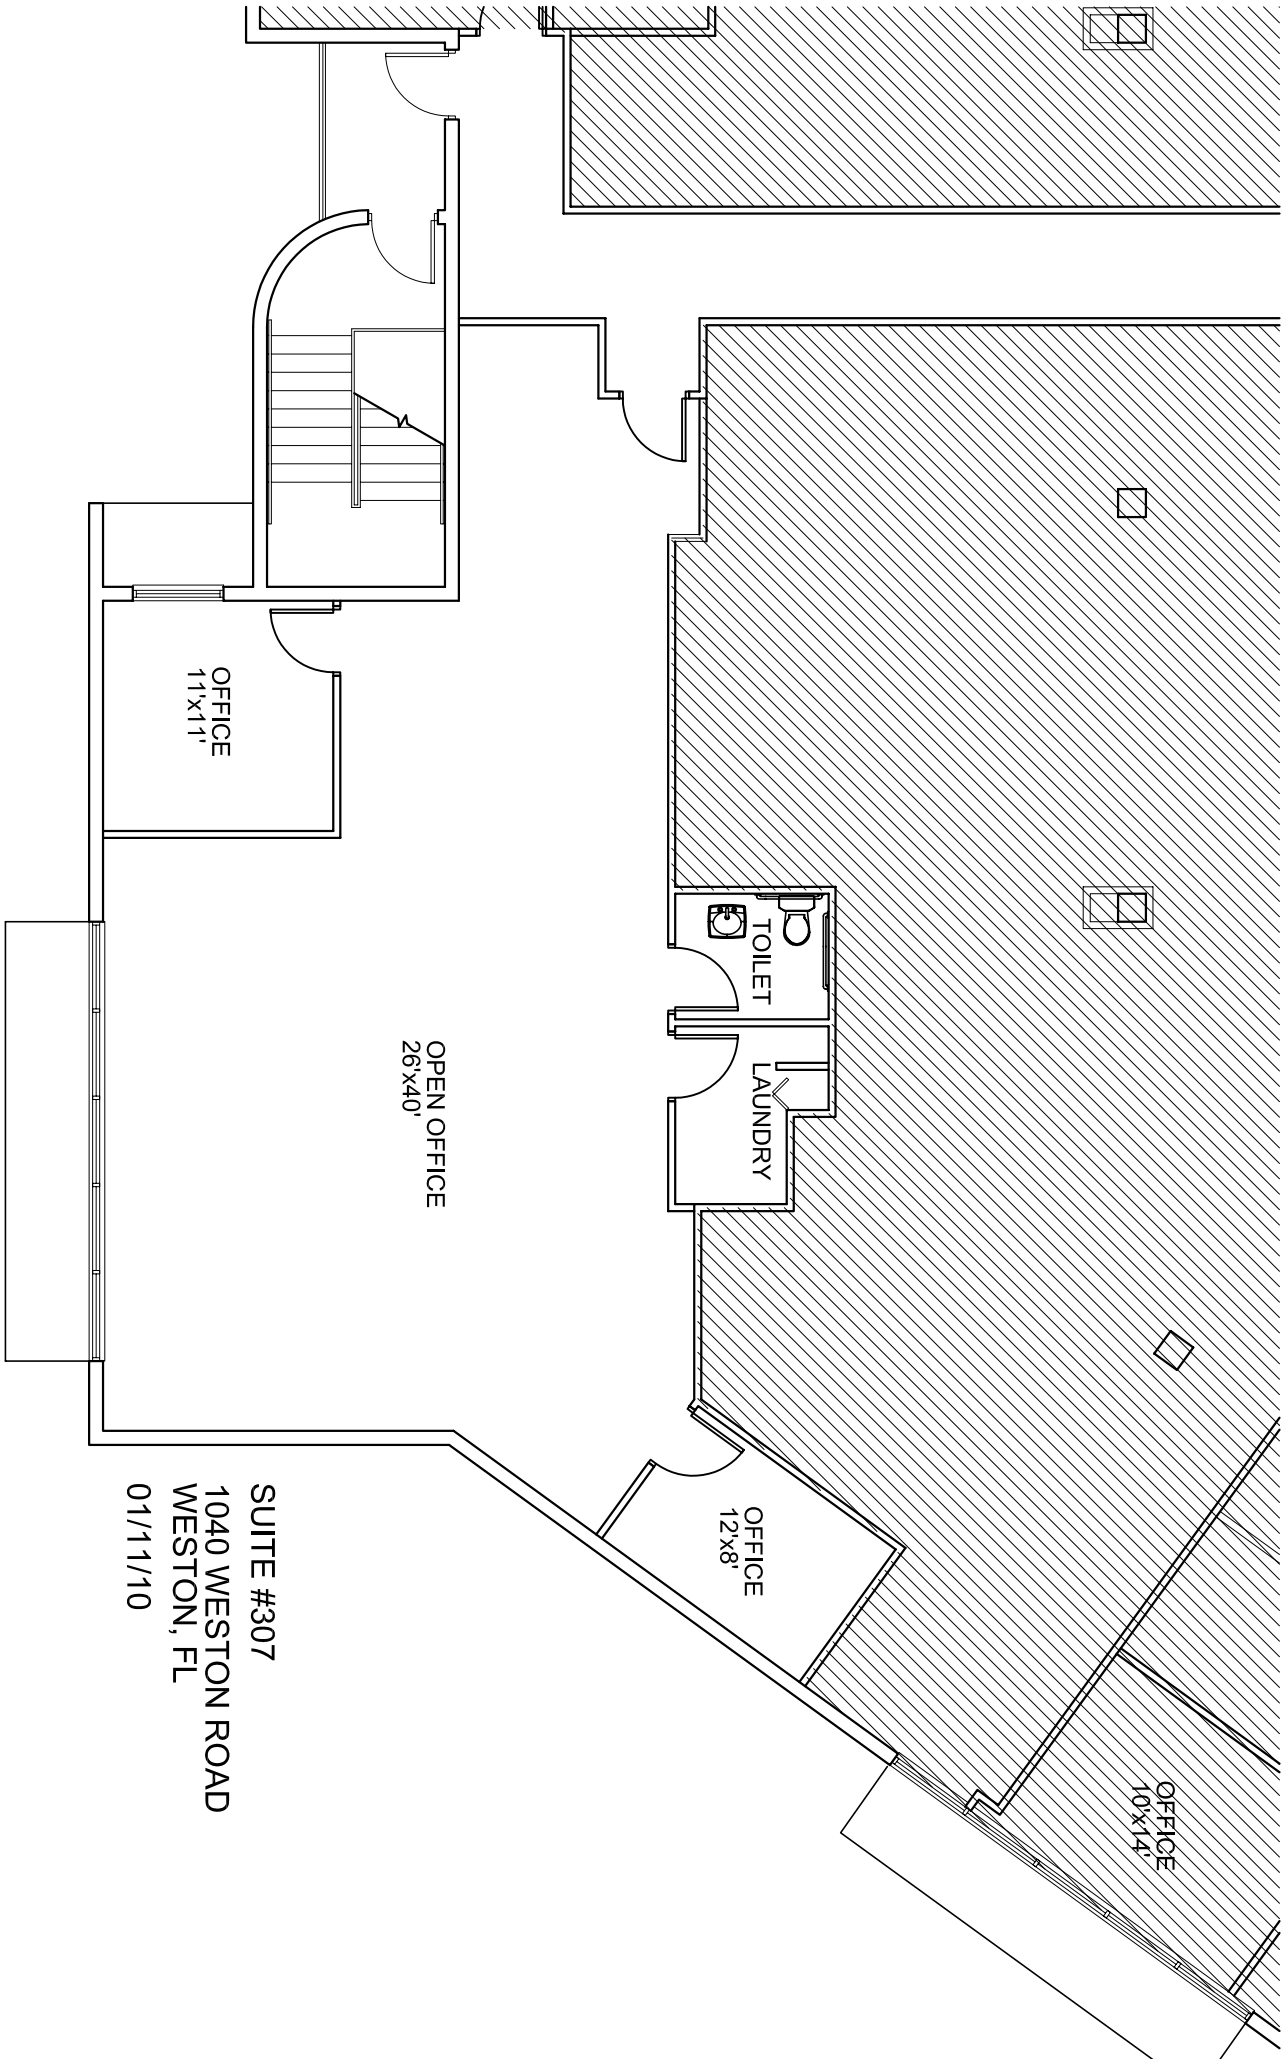 OFFICE
11'x11'
TOILET
LAUNDRY
OPEN OFFICE
26'x40'
OFFICE
12'x8'
OFFICE
10'x14'
SUITE #307
1040 WESTON ROAD
WESTON, FL
01/11/10